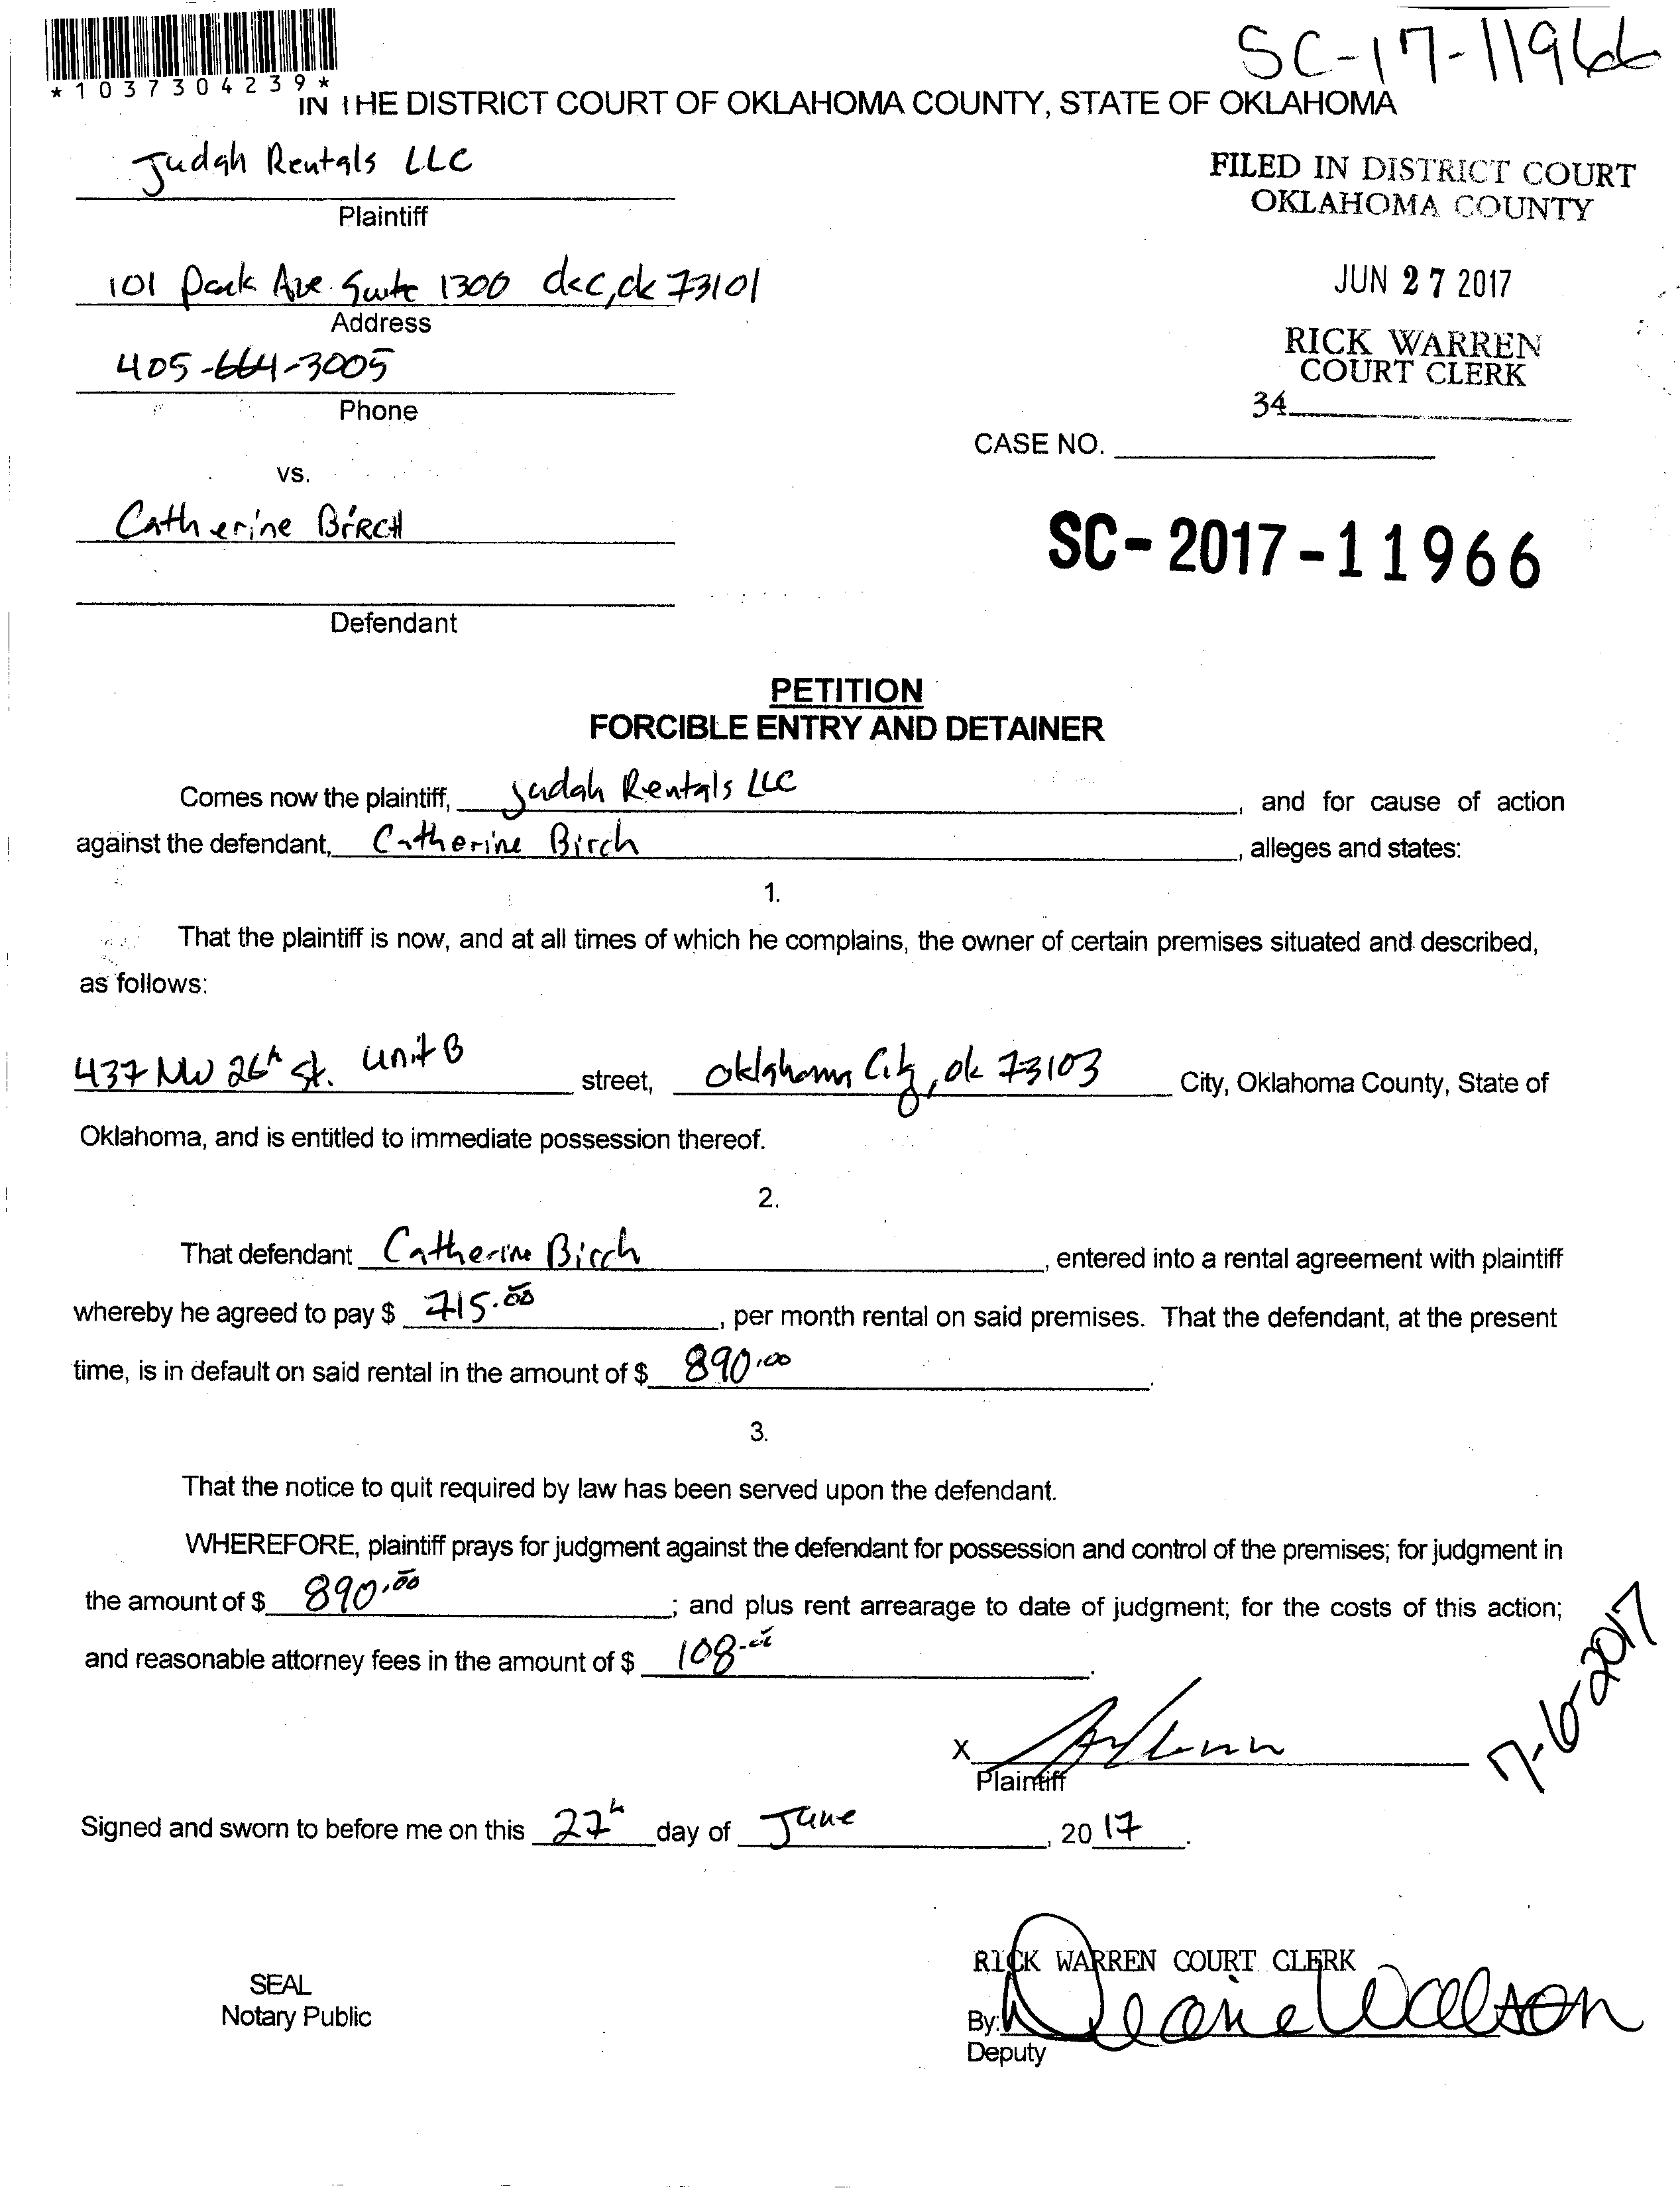 SC-17-11966
*1037304239*
IN THE DISTRICT COURT OF OKLAHOMA COUNTY, STATE OF OKLAHOMA
Judah Rentals LLC
Plaintiff
FILED IN DISTRICT COURT
OKLAHOMA COUNTY
101 Park Ave. Suite 1300 okc, ok 73101
Address
JUN 27 2017
405-664-3005
Phone
RICK WARREN
COURT CLERK
34
CASE NO.
vs.
Catherine BiRCH
SC-2017-11966
Defendant
PETITION
FORCIBLE ENTRY AND DETAINER
Comes now the plaintiff, Judah Rentals LLC, and for cause of action
against the defendant, Catherine Birch, alleges and states:
1.
That the plaintiff is now, and at all times of which he complains, the owner of certain premises situated and described,
as follows:
437 NW 26th St. unit B street, Oklahoma City, ok 73103 City, Oklahoma County, State of
Oklahoma, and is entitled to immediate possession thereof.
2.
That defendant Catherine Birch, entered into a rental agreement with plaintiff
whereby he agreed to pay $ 715.00, per month rental on said premises. That the defendant, at the present
time, is in default on said rental in the amount of $ 890.00.
3.
That the notice to quit required by law has been served upon the defendant.
WHEREFORE, plaintiff prays for judgment against the defendant for possession and control of the premises; for judgment in
the amount of $ 890.00; and plus rent arrearage to date of judgment; for the costs of this action;
and reasonable attorney fees in the amount of $ 108.00.
7-6-2017
X
Plaintiff
Signed and sworn to before me on this 27th day of June, 20 17.
RICK WARREN COURT CLERK
SEAL
Notary Public
By:
Deputy